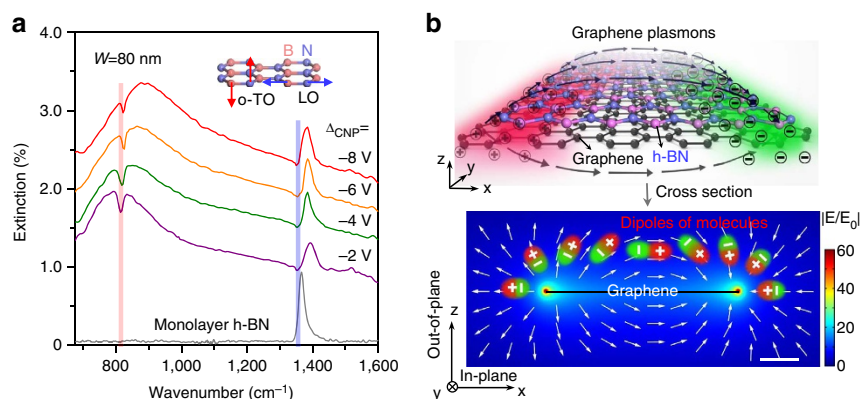 a
W=80 nm
B N
o-TO
LO
Δ_CNP=
−8 V
−6 V
−4 V
−2 V
Monolayer h-BN
4.0
3.0
2.0
1.0
0
Extinction (%)
800
1,000
1,200
1,400
1,600
Wavenumber (cm⁻¹)
b
Graphene plasmons
Graphene
h-BN
z
y
x
Cross section
|E/E₀|
Dipoles of molecules
Graphene
60
40
20
0
Out-of-plane
z
In-plane
y
x